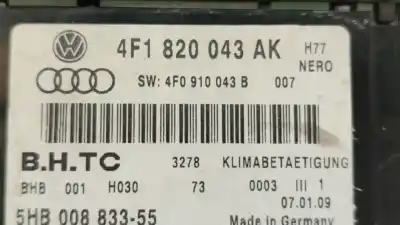 4F1 820 043 AK H77
NERO
SW: 4F0 910 043 B 007
B.H.TC 3278 KLIMABETAETIGUNG
BHB 001 H030 73 0003 III 1
07.01.09
5HB 008 833-55 Made in Germany